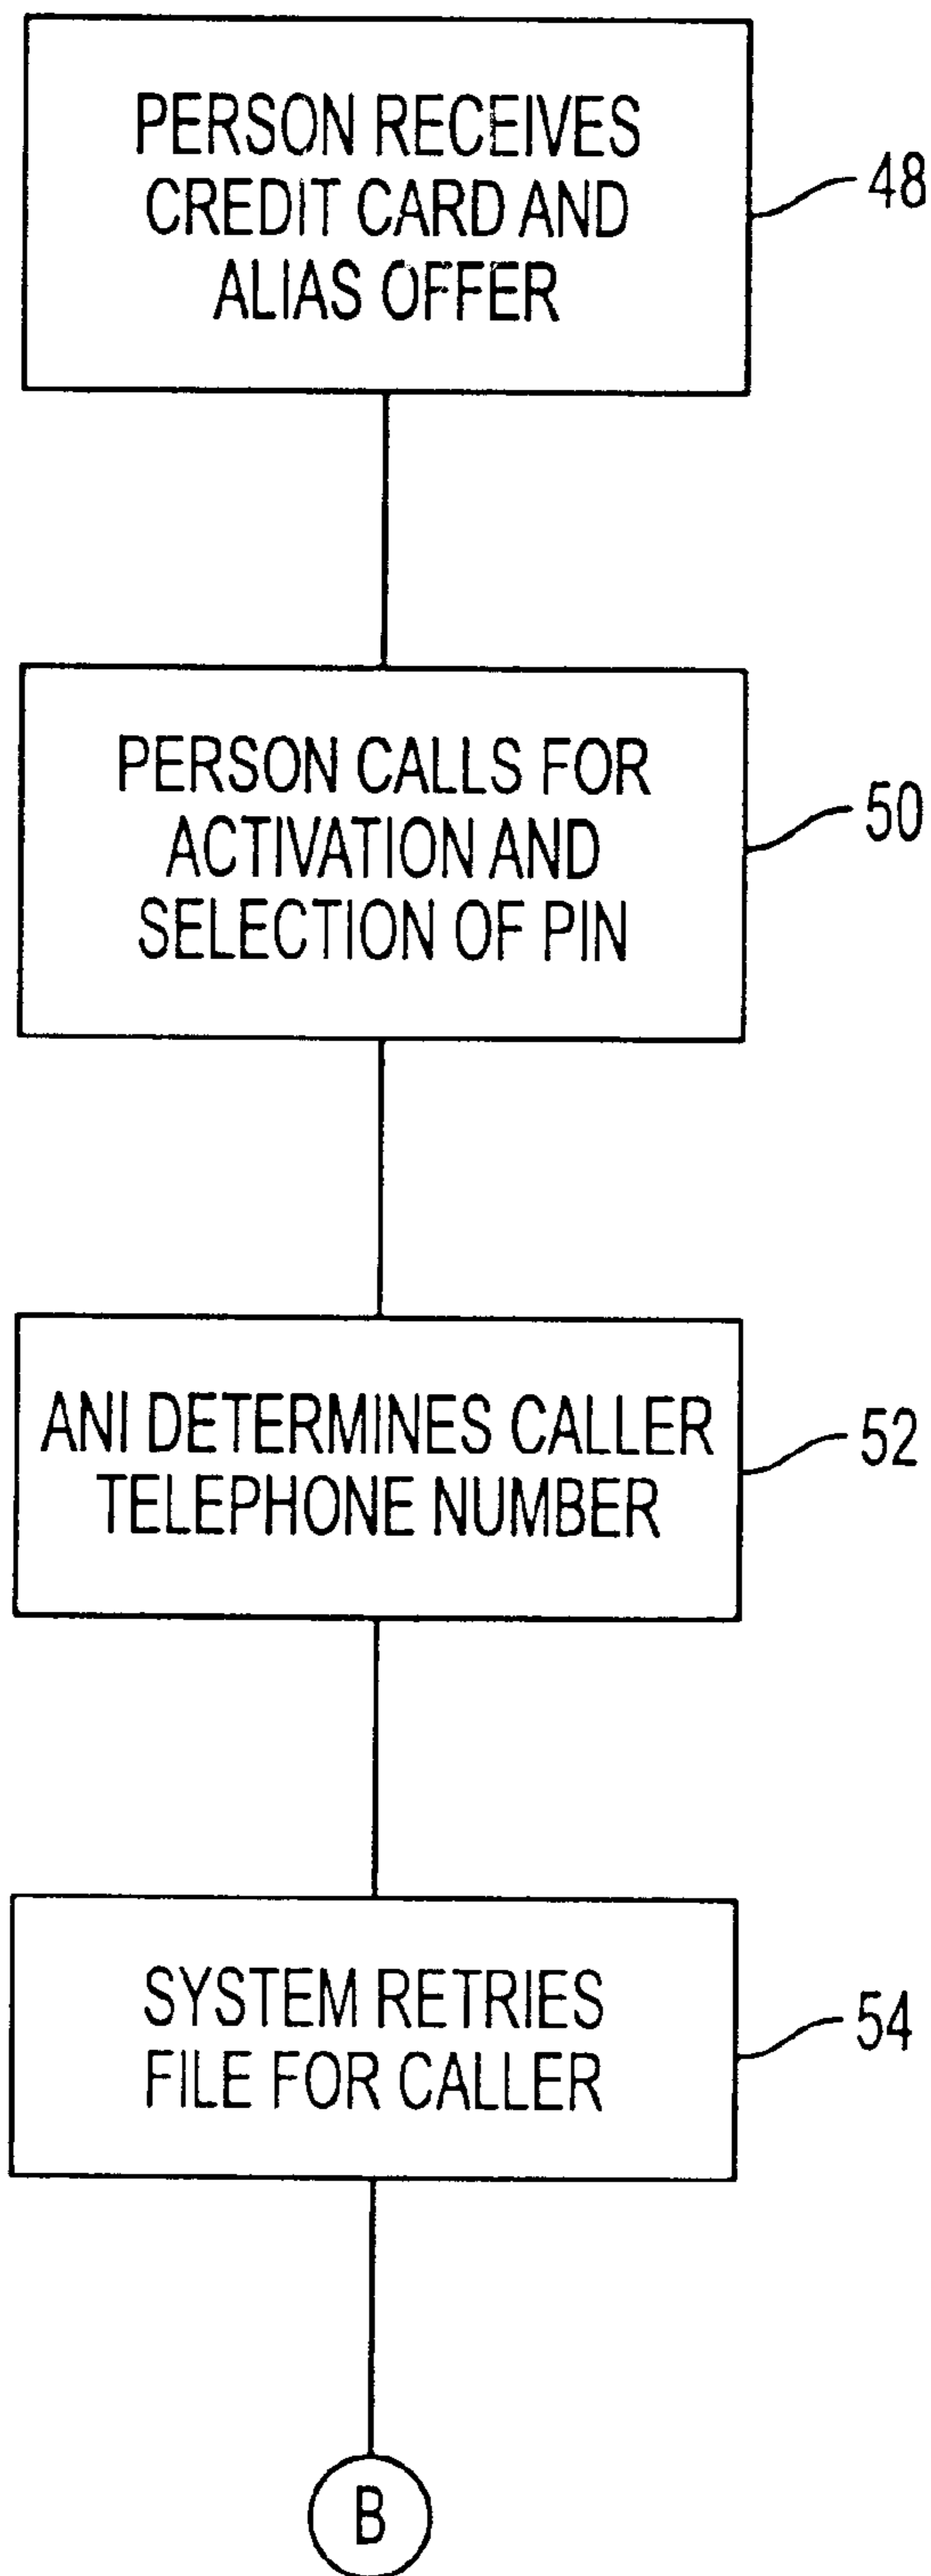 PERSON RECEIVES
CREDIT CARD AND
ALIAS OFFER
48
PERSON CALLS FOR
ACTIVATION AND
SELECTION OF PIN
50
ANI DETERMINES CALLER
TELEPHONE NUMBER
52
SYSTEM RETRIES
FILE FOR CALLER
54
B